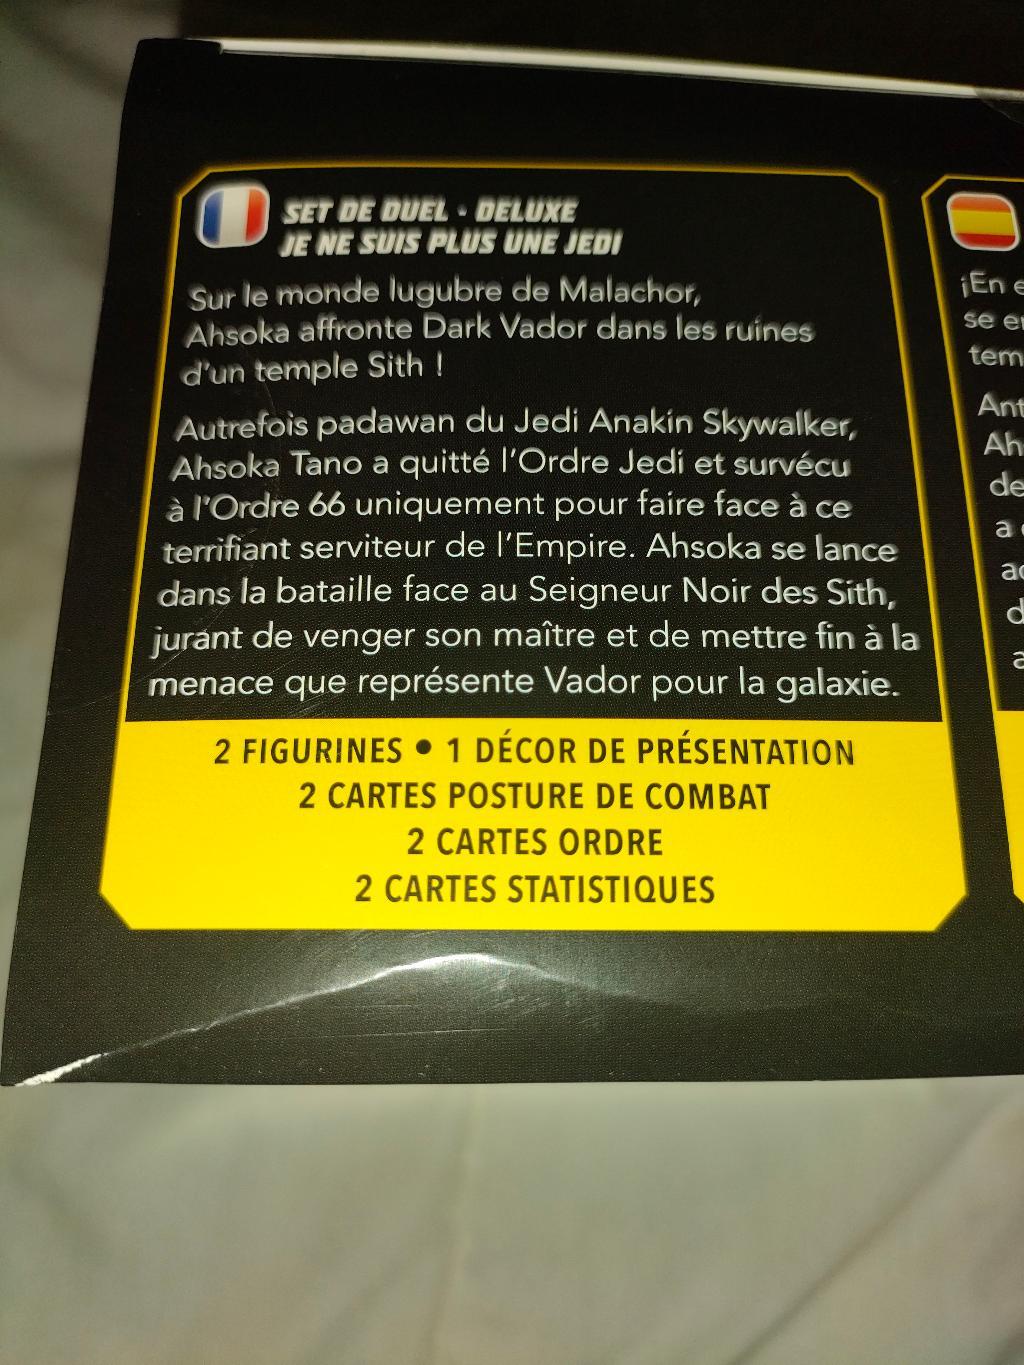 SET DE DUEL - DELUXE
JE NE SUIS PLUS UNE JEDI
Sur le monde lugubre de Malachor,
Ahsoka affronte Dark Vador dans les ruines
d'un temple Sith !
Autrefois padawan du Jedi Anakin Skywalker,
Ahsoka Tano a quitté l'Ordre Jedi et survécu
à l'Ordre 66 uniquement pour faire face à ce
terrifiant serviteur de l'Empire. Ahsoka se lance
dans la bataille face au Seigneur Noir des Sith,
jurant de venger son maître et de mettre fin à la
menace que représente Vador pour la galaxie.
2 FIGURINES • 1 DÉCOR DE PRÉSENTATION
2 CARTES POSTURE DE COMBAT
2 CARTES ORDRE
2 CARTES STATISTIQUES
¡En
se